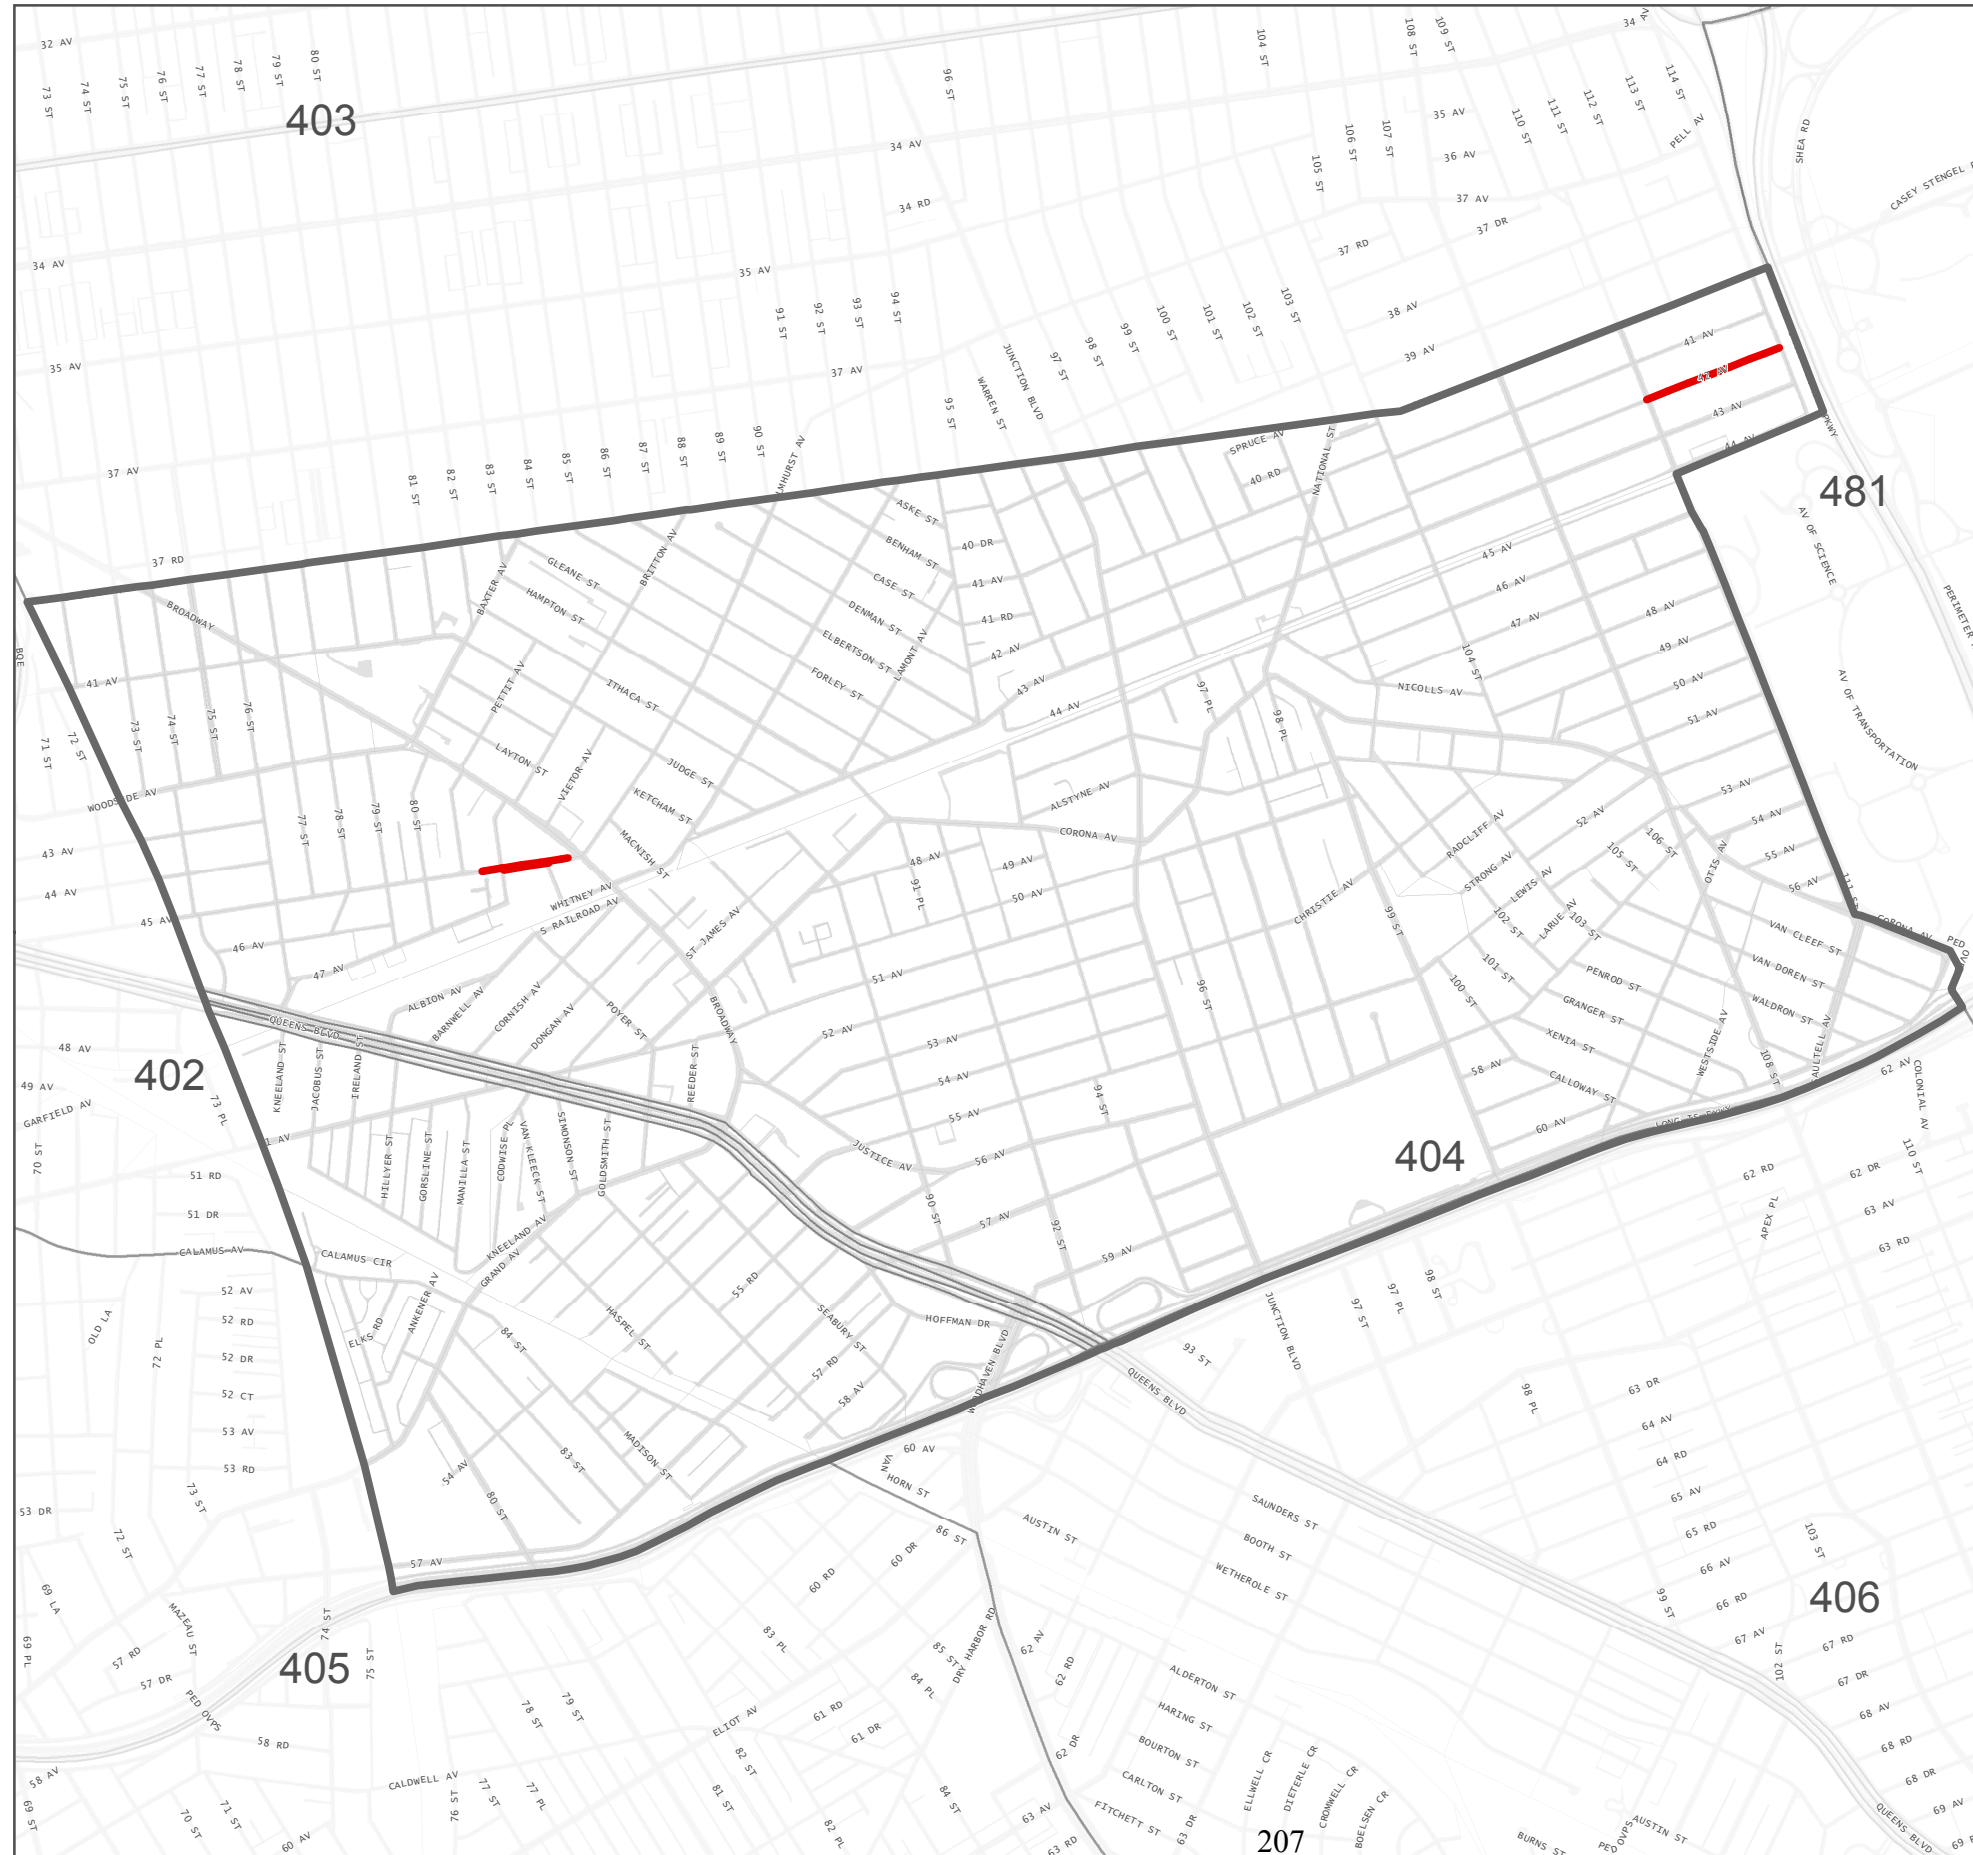 32 AV
73 ST
74 ST
75 ST
76 ST
77 ST
78 ST
79 ST
80 ST
403
96 ST
104 ST
108 ST
109 ST
34 AV
110 ST
111 ST
112 ST
113 ST
114 ST
PELL AV
SHEA RD
34 AV
105 ST
106 ST
107 ST
35 AV
36 AV
37 AV
37 DR
37 RD
34 RD
34 AV
35 AV
91 ST
92 ST
93 ST
94 ST
JUNCTION BLVD
WARREN ST
97 ST
98 ST
99 ST
100 ST
101 ST
102 ST
103 ST
38 AV
39 AV
41 AV
43 AV
44 AV
PKWY
481
35 AV
37 AV
37 AV
95 ST
81 ST
82 ST
83 ST
84 ST
85 ST
86 ST
87 ST
88 ST
89 ST
90 ST
SPRUCE AV
40 RD
NATIONAL ST
37 RD
BROADWAY
BAXTER AV
GLEANE ST
HAMPTON ST
BRITTON AV
ASKE ST
BENHAM ST
CASE ST
DENMAN ST
ELBERTSON ST
FORLEY ST
LAMONT AV
40 DR
41 AV
41 RD
42 AV
43 AV
44 AV
45 AV
46 AV
47 AV
48 AV
49 AV
50 AV
51 AV
104 ST
NICOLLS AV
AV OF SCIENCE
AV OF TRANSPORTATION
BQE
41 AV
71 ST
72 ST
73 ST
74 ST
75 ST
76 ST
PETTIT AV
ITHACA ST
LAYTON ST
VIETOR AV
JUDGE ST
KETCHAM ST
MACNISH ST
97 PL
98 PL
ALSTYNE AV
CORONA AV
WOODSIDE AV
77 ST
78 ST
79 ST
80 ST
43 AV
44 AV
45 AV
46 AV
47 AV
WHITNEY AV
S RAILROAD AV
ST JAMES AV
48 AV
49 AV
50 AV
91 PL
51 AV
52 AV
53 AV
54 AV
55 AV
56 AV
57 AV
59 AV
CHRISTIE AV
99 ST
RADCLIFF AV
STRONG AV
LEWIS AV
LARUE AV
52 AV
105 ST
106 ST
OTIS AV
53 AV
54 AV
55 AV
56 AV
111 ST
CORONA AV
VAN CLEEF ST
VAN DOREN ST
WALDRON ST
102 ST
103 ST
101 ST
100 ST
PENROD ST
GRANGER ST
XENIA ST
CALLOWAY ST
WESTSIDE AV
108 ST
58 AV
60 AV
62 AV
COLONIAL AV
ALBION AV
BARNWELL AV
CORNISH AV
DONGAN AV
POYER ST
BROADWAY
REEDER ST
QUEENS BLVD
48 AV
402
49 AV
GARFIELD AV
73 PL
70 ST
KNEELAND ST
JACOBUS ST
IRELAND ST
HILLYER ST
GORSLINE ST
MANILLA ST
CODWISE PL
VAN KLEECK ST
SIMONSON ST
GOLDSMITH ST
JUSTICE AV
90 ST
92 ST
94 ST
96 ST
404
51 RD
51 DR
CALAMUS AV
CALAMUS CIR
KNEELAND AV
GRAND AV
ANKENER AV
ELKS RD
52 AV
52 RD
52 DR
52 CT
53 AV
53 RD
53 DR
OLD LA
72 PL
73 ST
72 ST
84 ST
HASPEL ST
55 RD
SEABURY ST
57 RD
58 AV
HOFFMAN DR
WOODHAVEN BLVD
93 ST
QUEENS BLVD
JUNCTION BLVD
97 ST
97 PL
98 ST
98 PL
62 RD
APEX PL
110 ST
62 DR
63 AV
63 RD
63 DR
64 AV
64 RD
65 AV
65 RD
66 AV
66 RD
67 AV
67 RD
67 DR
68 AV
68 RD
68 DR
69 AV
54 AV
80 ST
83 ST
MADISON ST
57 AV
60 AV
VAN
HORN ST
86 ST
AUSTIN ST
SAUNDERS ST
BOOTH ST
WETHEROLE ST
103 ST
99 ST
102 ST
406
69 LA
69 PL
MAZEAU ST
57 RD
57 DR
PED OVPS
74 ST
75 ST
405
58 RD
58 AV
69 ST
70 ST
71 ST
60 AV
CALDWELL AV
76 ST
77 ST
77 PL
78 ST
79 ST
83 PL
60 RD
60 DR
85 ST
84 PL
DRY HARBOR RD
62 AV
62 RD
62 DR
ELIOT AV
61 RD
61 DR
82 ST
81 ST
82 PL
84 ST
63 AV
63 RD
ALDERTON ST
HARING ST
BOURTON ST
CARLTON ST
FITCHETT ST
63 DR
ELLWELL CR
DIETERLE CR
CROMWELL CR
BOELSEN CR
BURNS ST
PED OVPS
AUSTIN ST
QUEENS BLVD
207